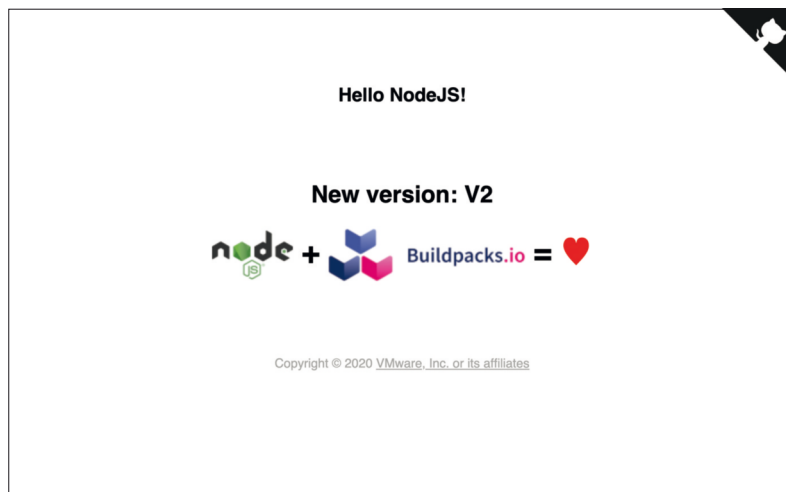 Hello NodeJS!
New version: V2
node JS + Buildpacks.io = ♥
Copyright © 2020 VMware, Inc. or its affiliates